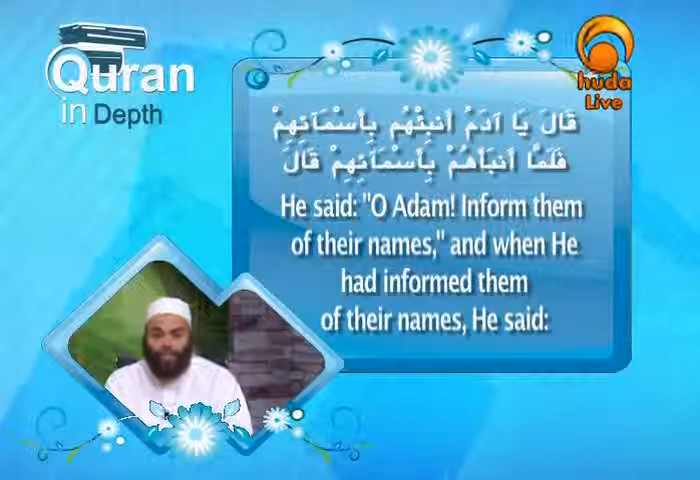 Quran
in Depth
huda
Live
قَالَ يَا آدَمُ أَنبِئْهُم بِأَسْمَائِهِمْ
فَلَمَّا أَنبَأَهُمْ بِأَسْمَائِهِمْ قَالَ
He said: "O Adam! Inform them
of their names," and when He
had informed them
of their names, He said: